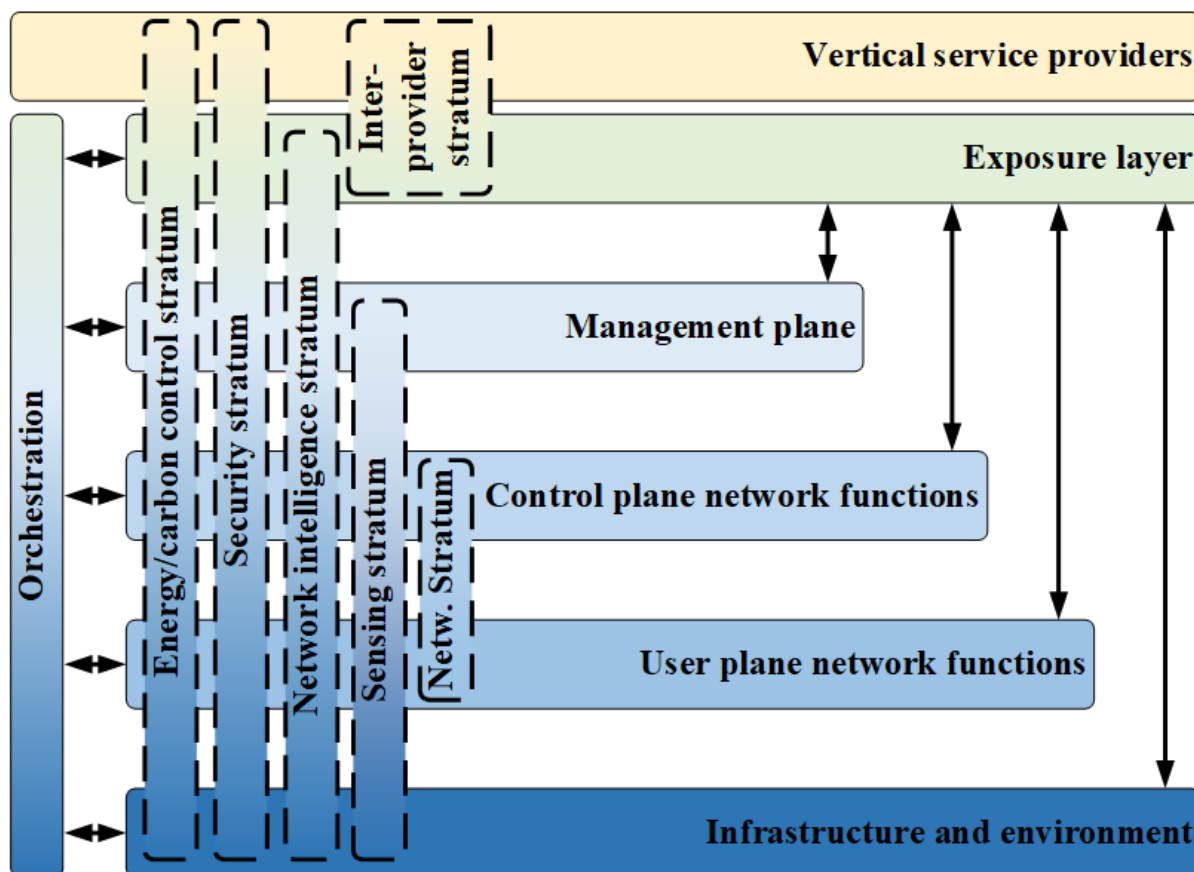 Vertical service providers
Inter-
provider
stratum
Exposure layer
Management plane
Control plane network functions
User plane network functions
Infrastructure and environment
Orchestration
Energy/carbon control stratum
Security stratum
Network intelligence stratum
Sensing stratum
Netw. Stratum